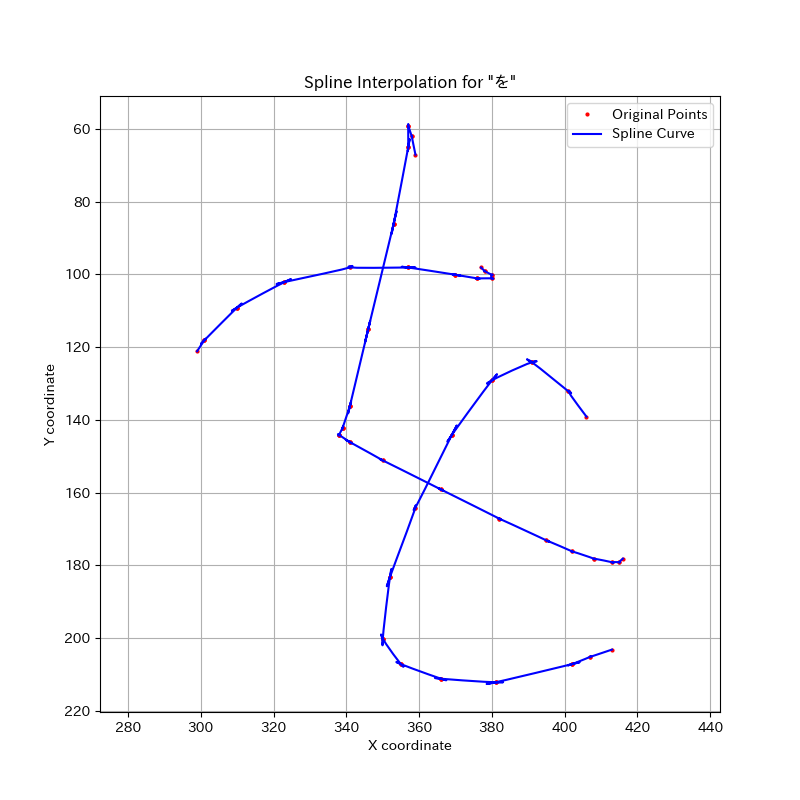 Spline Interpolation for "を"
Original Points
Spline Curve
60
80
100
120
140
160
180
200
220
Y coordinate
280 300 320 340 360 380 400 420 440
X coordinate